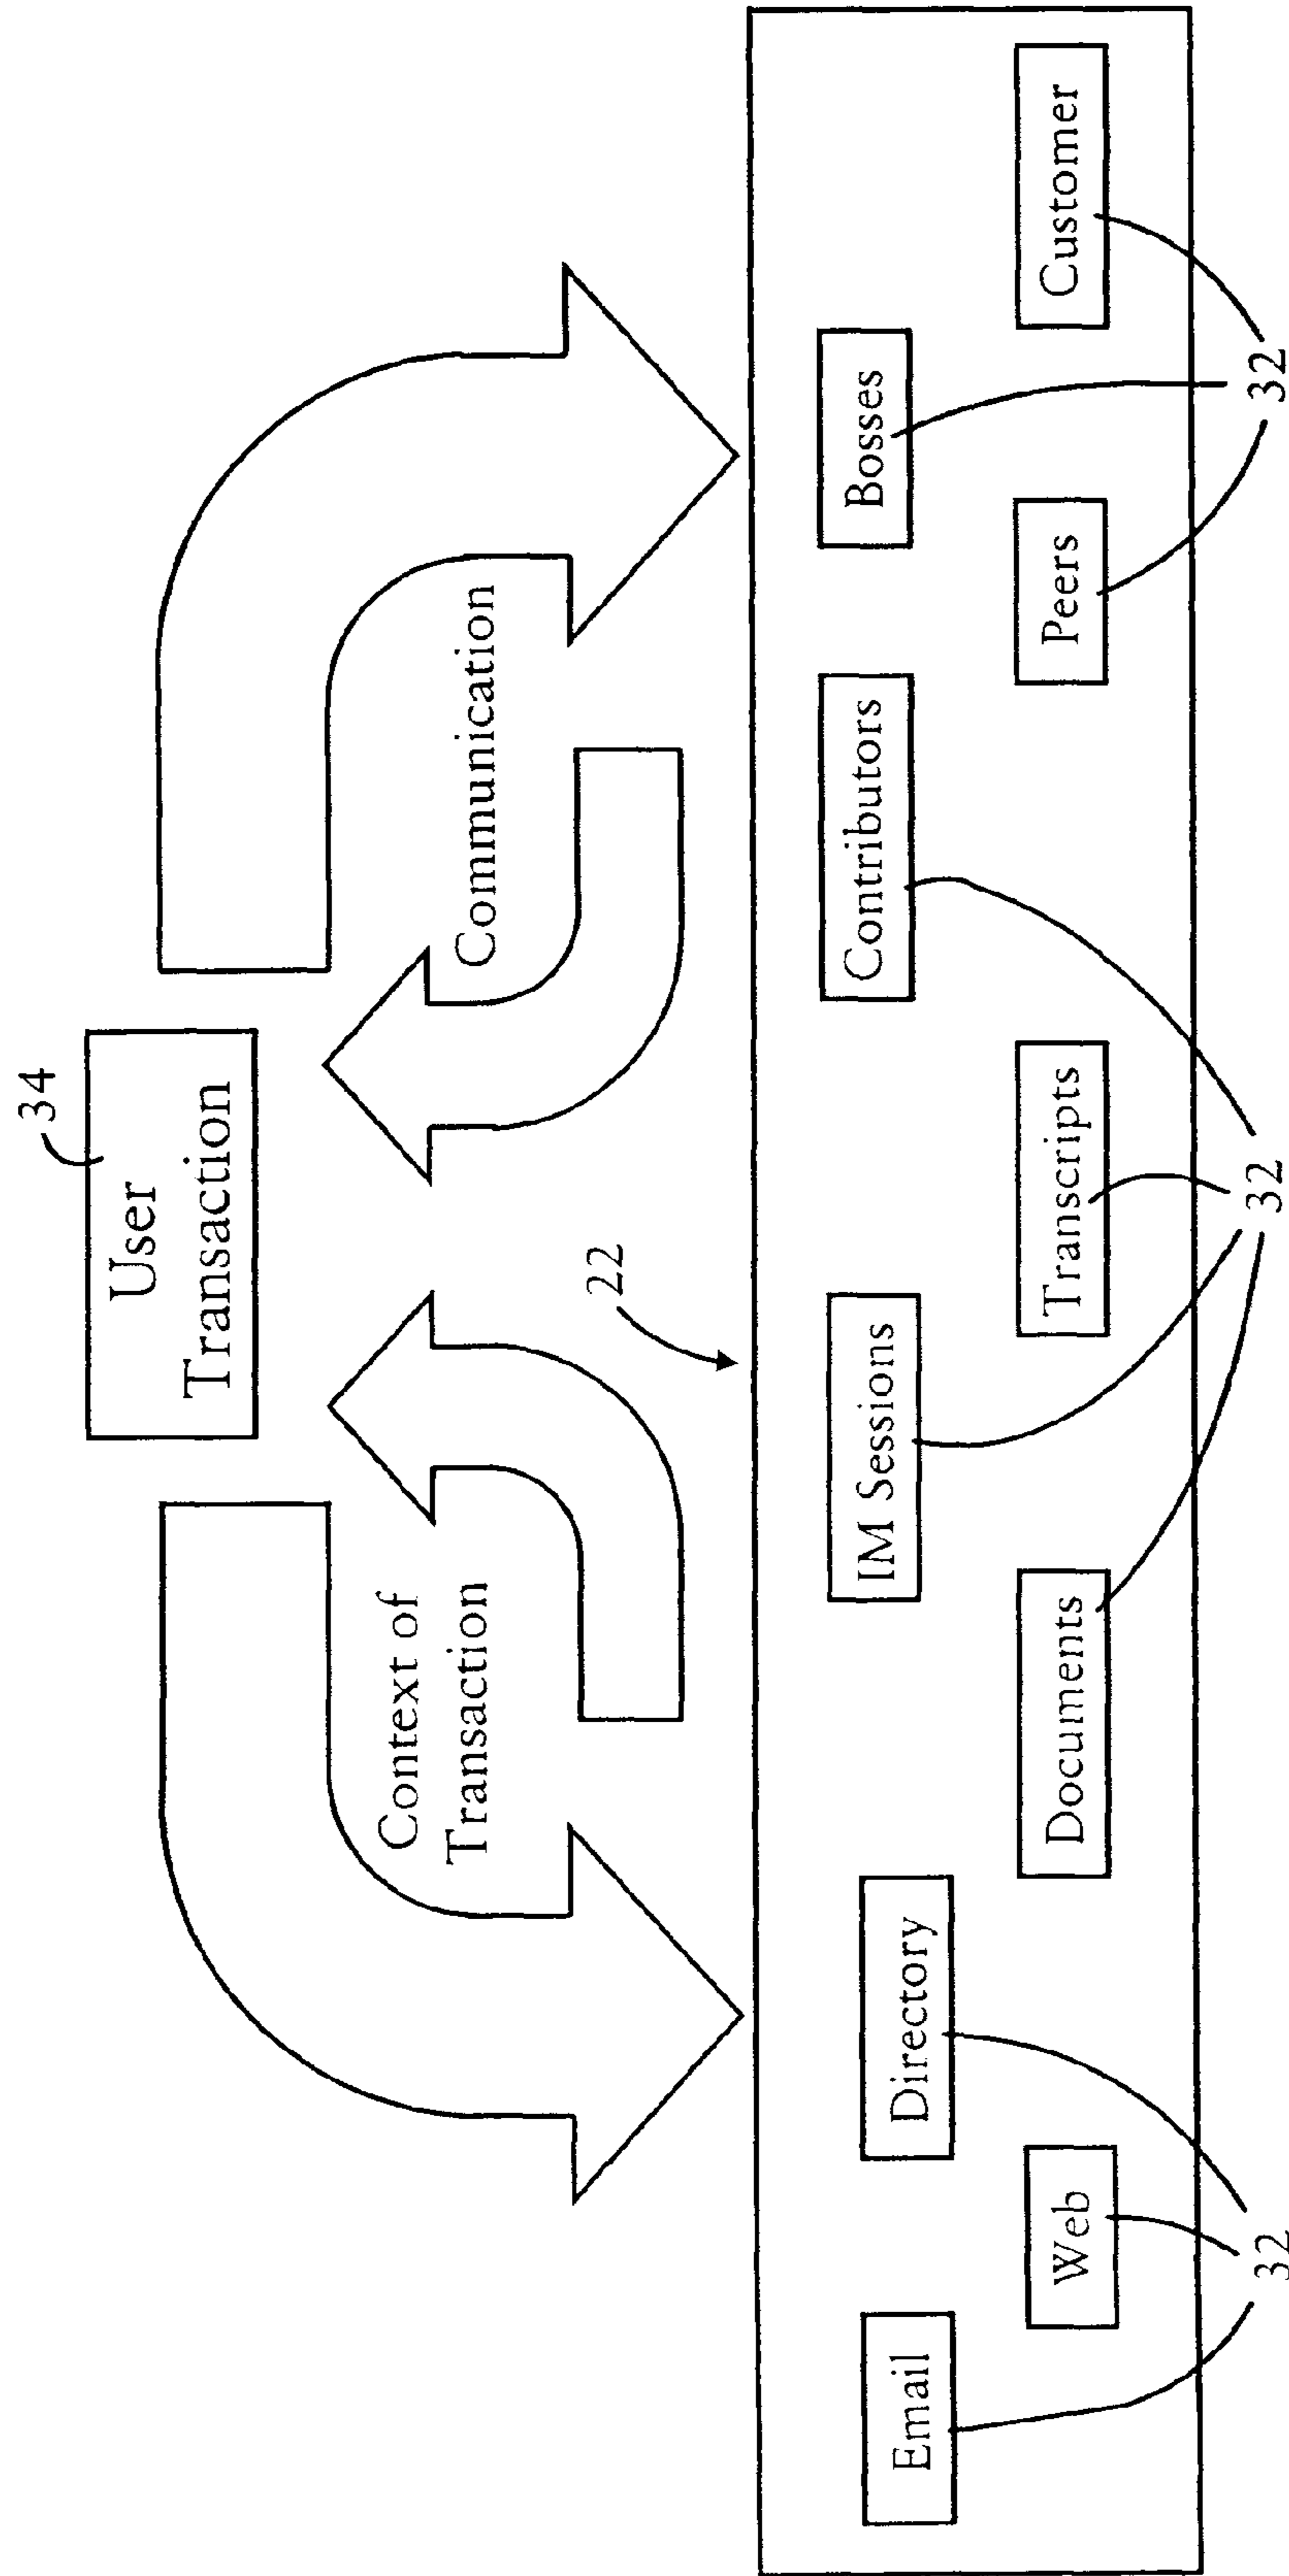 34
User
Transaction
Context of
Transaction
Communication
22
Email
Web
Directory
Documents
IM Sessions
Transcripts
Contributors
Peers
Bosses
Customer
32
32
32